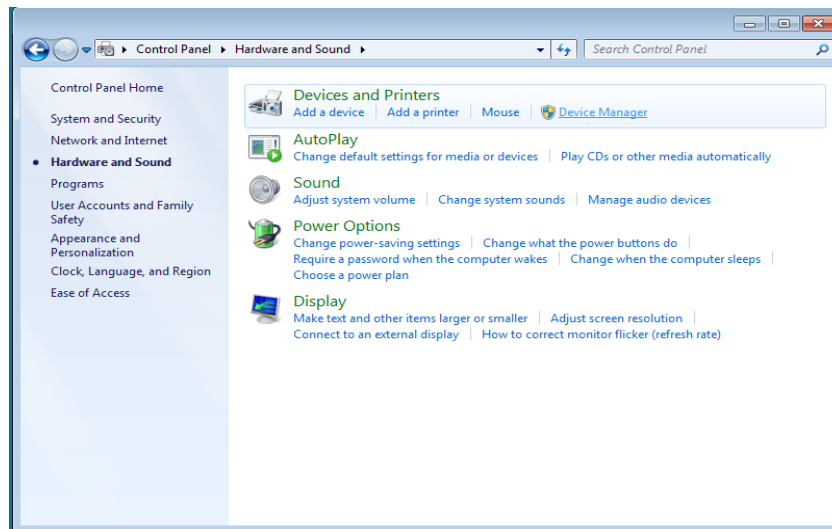 Control Panel Hardware and Sound Search Control Panel
Control Panel Home
System and Security
Network and Internet
Hardware and Sound
Programs
User Accounts and Family
Safety
Appearance and
Personalization
Clock, Language, and Region
Ease of Access
Devices and Printers
Add a device Add a printer Mouse Device Manager
AutoPlay
Change default settings for media or devices Play CDs or other media automatically
Sound
Adjust system volume Change system sounds Manage audio devices
Power Options
Change power-saving settings Change what the power buttons do
Require a password when the computer wakes Change when the computer sleeps
Choose a power plan
Display
Make text and other items larger or smaller Adjust screen resolution
Connect to an external display How to correct monitor flicker (refresh rate)